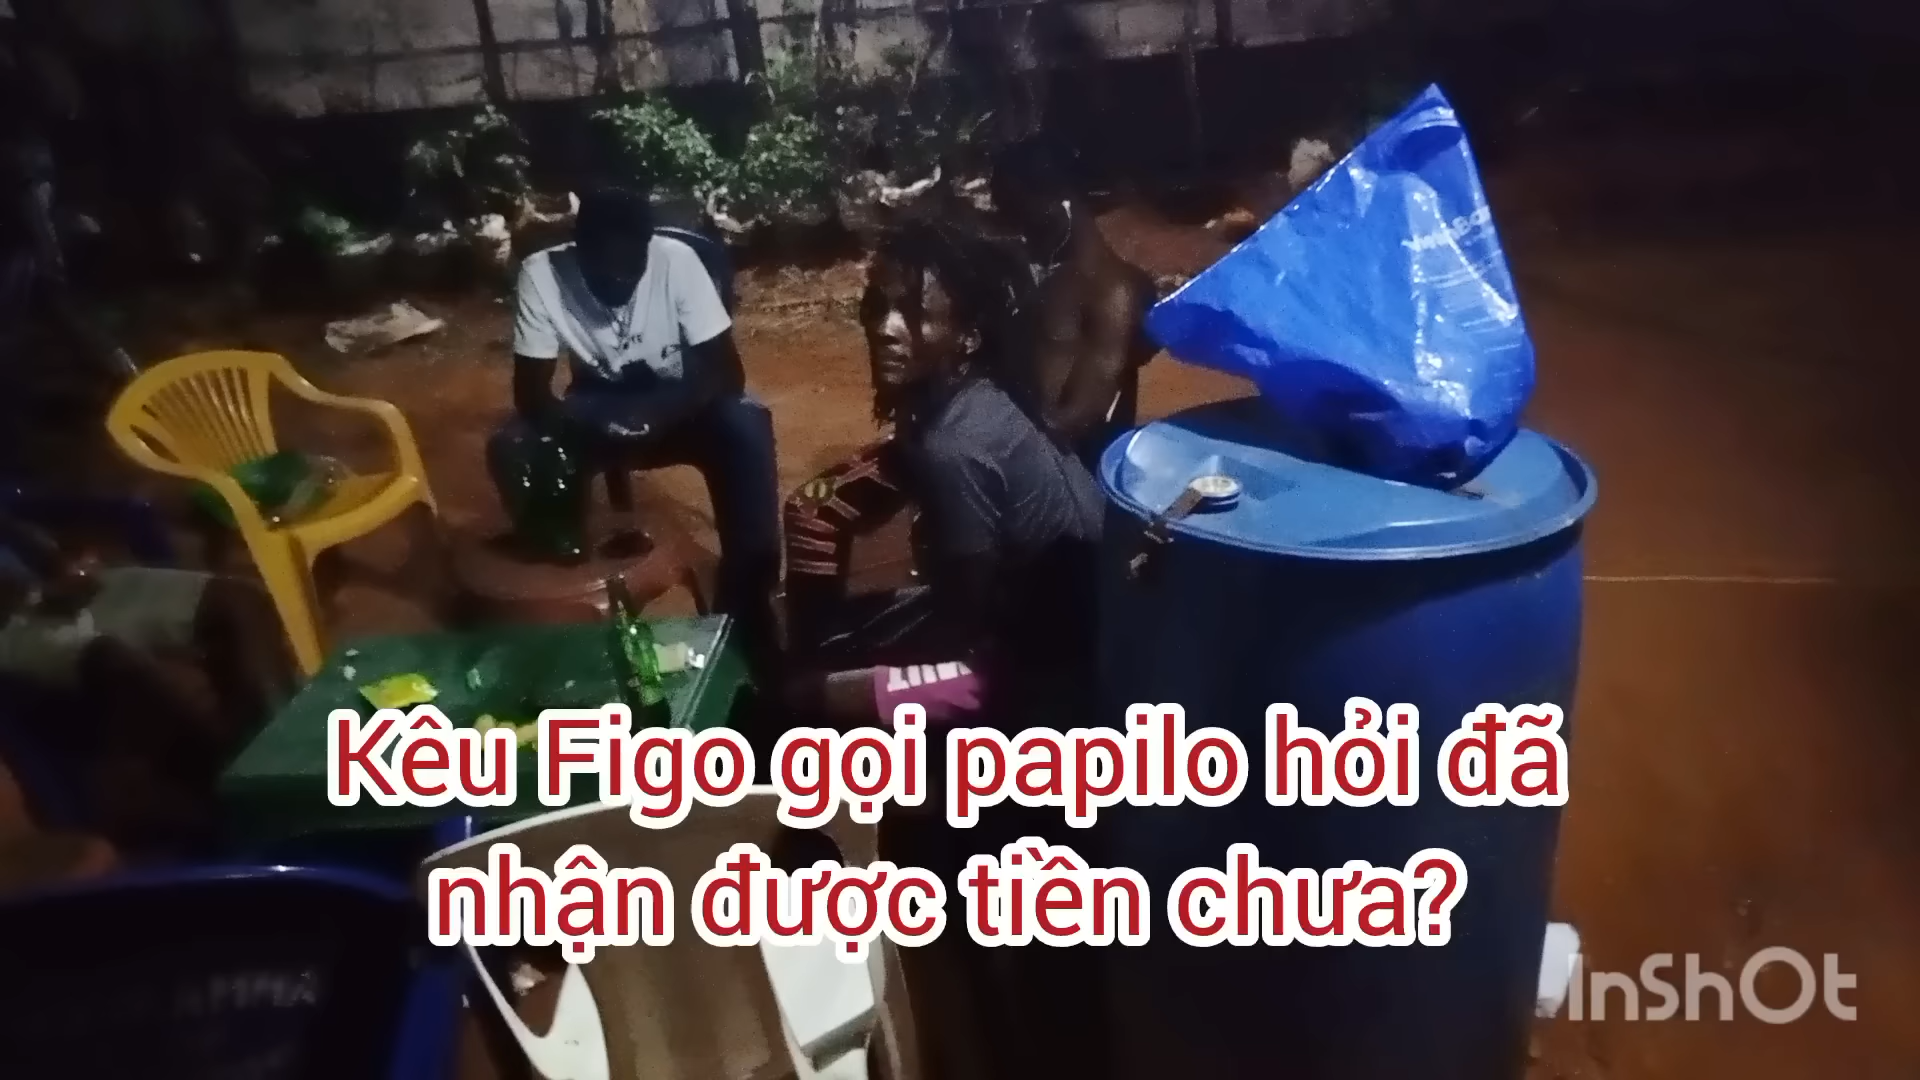 Kêu Figo gọi papilo hỏi đã
nhận được tiền chưa?
InShOt